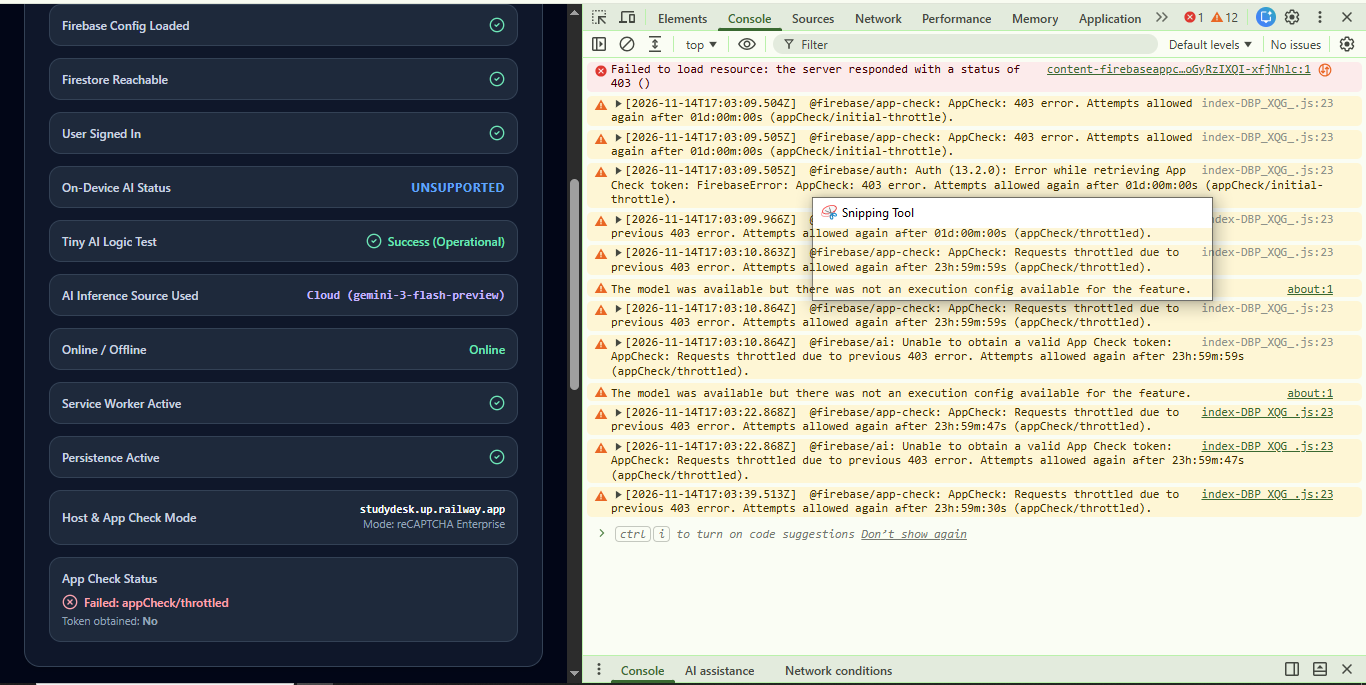 Firebase Config Loaded
Firestore Reachable
User Signed In
On-Device AI Status UNSUPPORTED
Tiny AI Logic Test Success (Operational)
AI Inference Source Used Cloud (gemini-3-flash-preview)
Online / Offline Online
Service Worker Active
Persistence Active
Host & App Check Mode studydesk.up.railway.app
Mode: reCAPTCHA Enterprise
App Check Status
Failed: appCheck/throttled
Token obtained: No
Elements Console Sources Network Performance Memory Application 1 12
top Filter Default levels No issues
Failed to load resource: the server responded with a status of content-firebaseappc…oGyRzIXQI-xfjNhlc:1
403 ()
[2026-11-14T17:03:09.504Z] @firebase/app-check: AppCheck: 403 error. Attempts allowed index-DBP_XQG_.js:23
again after 01d:00m:00s (appCheck/initial-throttle).
[2026-11-14T17:03:09.505Z] @firebase/app-check: AppCheck: 403 error. Attempts allowed index-DBP_XQG_.js:23
again after 01d:00m:00s (appCheck/initial-throttle).
[2026-11-14T17:03:09.505Z] @firebase/auth: Auth (13.2.0): Error while retrieving App index-DBP_XQG_.js:23
Check token: FirebaseError: AppCheck: 403 error. Attempts allowed again after 01d:00m:00s (appCheck/initial-
throttle).
Snipping Tool
[2026-11-14T17:03:09.966Z] index-DBP_XQG_.js:23
previous 403 error. Attempts allowed again after 01d:00m:00s (appCheck/throttled).
[2026-11-14T17:03:10.863Z] @firebase/app-check: AppCheck: Requests throttled due to index-DBP_XQG_.js:23
previous 403 error. Attempts allowed again after 23h:59m:59s (appCheck/throttled).
The model was available but there was not an execution config available for the feature. about:1
[2026-11-14T17:03:10.864Z] @firebase/app-check: AppCheck: Requests throttled due to index-DBP_XQG_.js:23
previous 403 error. Attempts allowed again after 23h:59m:59s (appCheck/throttled).
[2026-11-14T17:03:10.864Z] @firebase/ai: Unable to obtain a valid App Check token: index-DBP_XQG_.js:23
AppCheck: Requests throttled due to previous 403 error. Attempts allowed again after 23h:59m:59s
(appCheck/throttled).
The model was available but there was not an execution config available for the feature. about:1
[2026-11-14T17:03:22.868Z] @firebase/app-check: AppCheck: Requests throttled due to index-DBP_XQG_.js:23
previous 403 error. Attempts allowed again after 23h:59m:47s (appCheck/throttled).
[2026-11-14T17:03:22.868Z] @firebase/ai: Unable to obtain a valid App Check token: index-DBP_XQG_.js:23
AppCheck: Requests throttled due to previous 403 error. Attempts allowed again after 23h:59m:47s
(appCheck/throttled).
[2026-11-14T17:03:39.513Z] @firebase/app-check: AppCheck: Requests throttled due to index-DBP_XQG_.js:23
previous 403 error. Attempts allowed again after 23h:59m:30s (appCheck/throttled).
ctrl i to turn on code suggestions Don't show again
Console AI assistance Network conditions